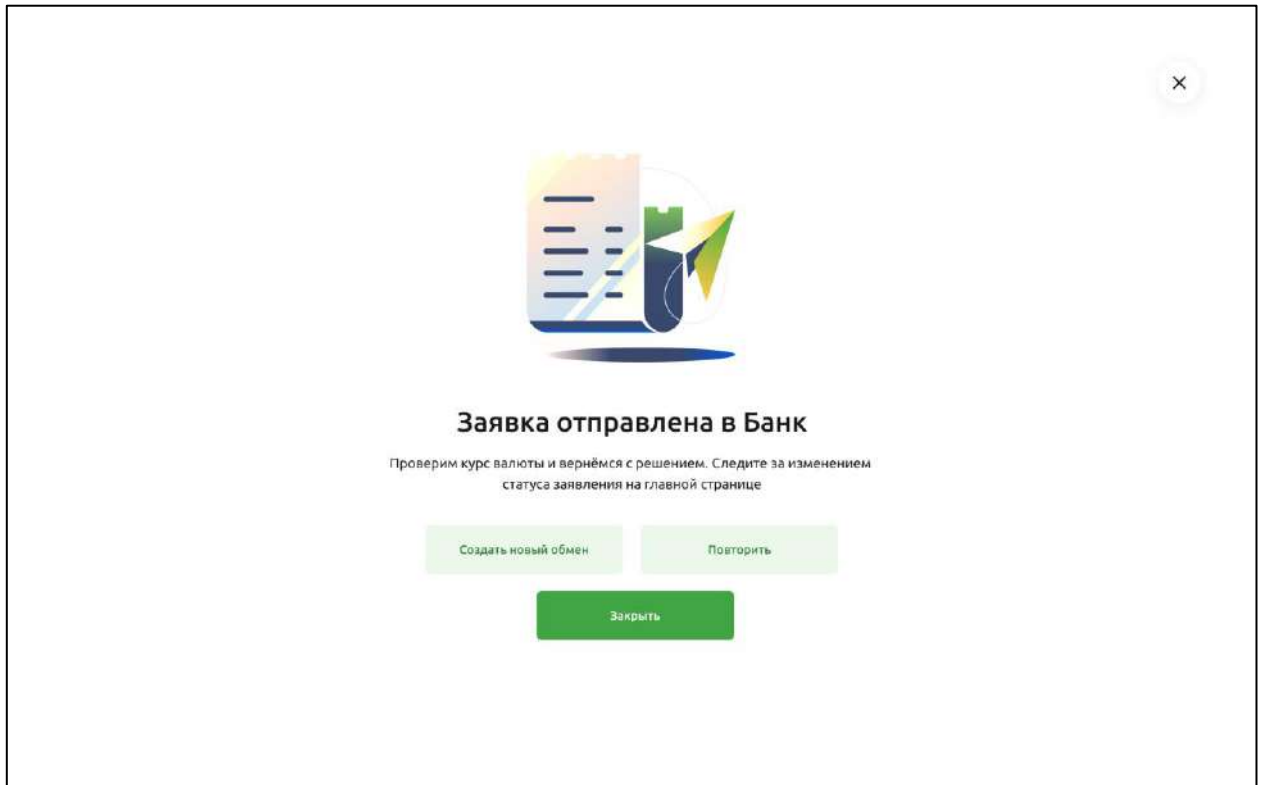 Заявка отправлена в Банк
Проверим курс валюты и вернёмся с решением. Следите за изменением
статуса заявления на главной странице
Создать новый обмен
Повторить
Закрыть